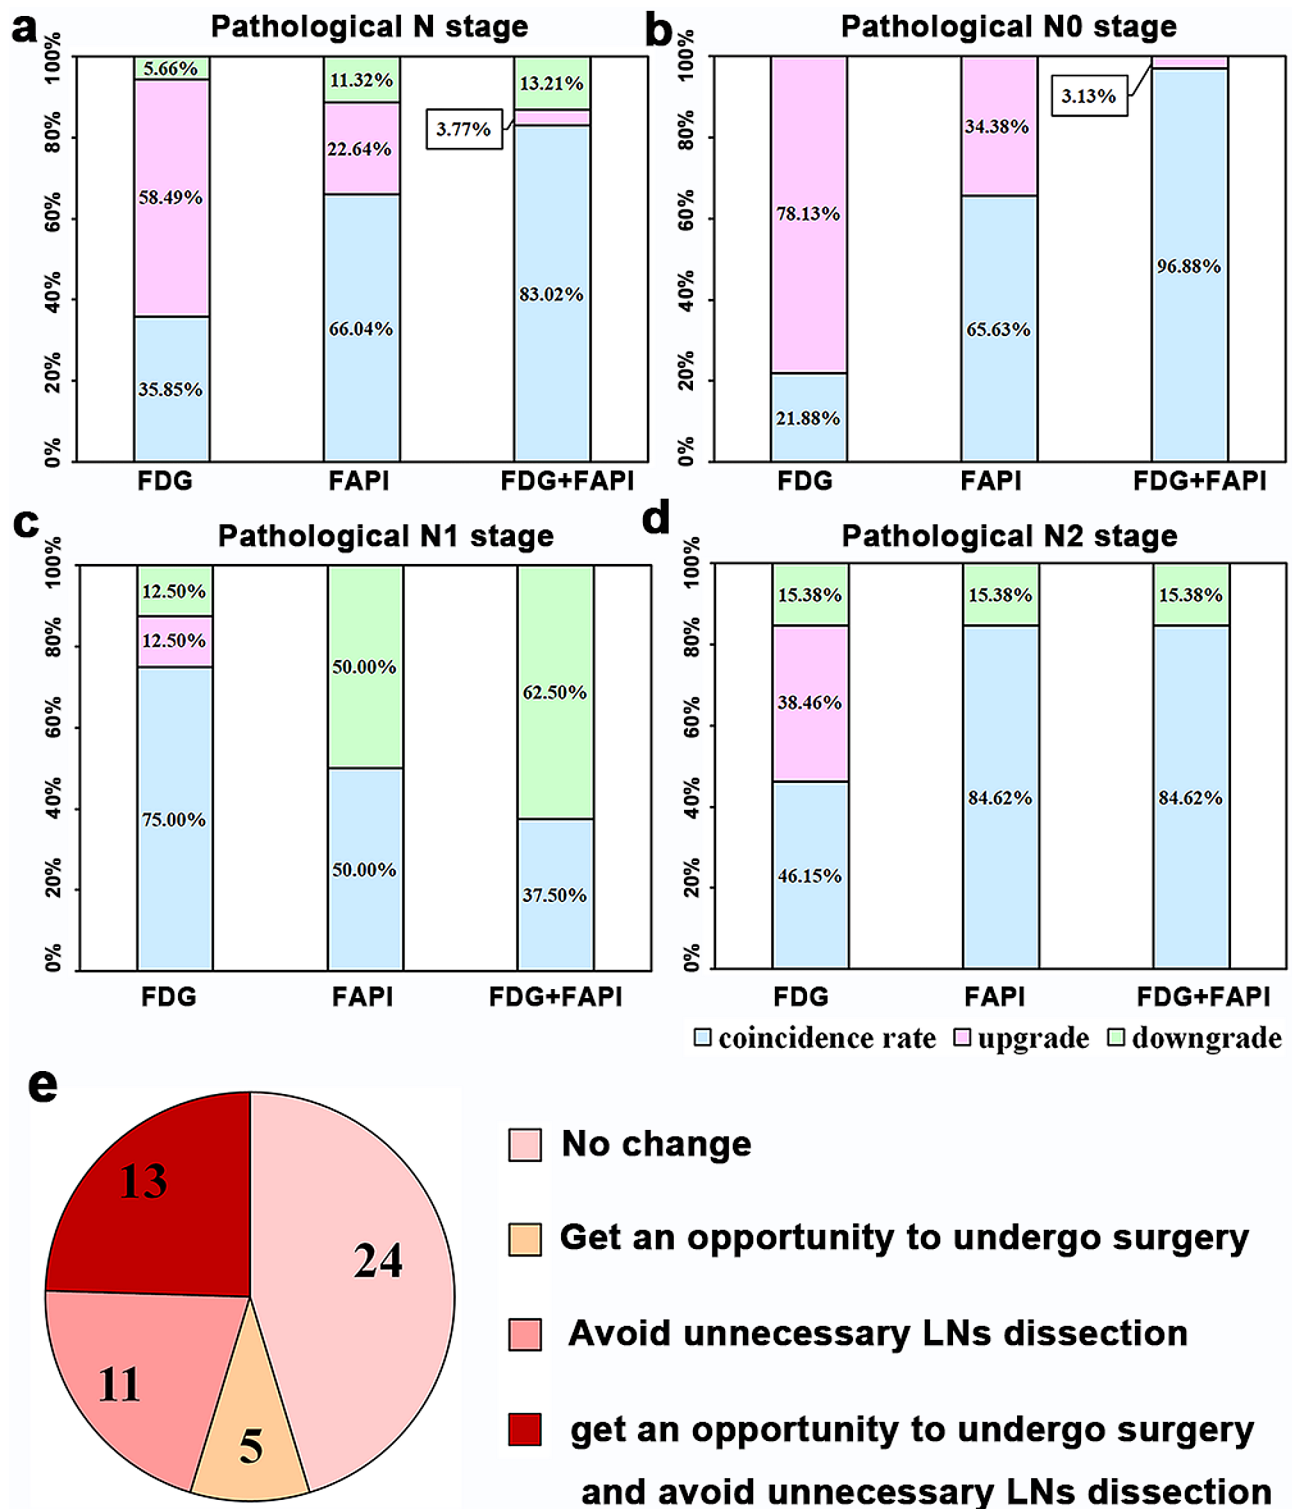 a
Pathological N stage
100%
80%
60%
40%
20%
0%
5.66%
58.49%
35.85%
11.32%
22.64%
66.04%
13.21%
3.77%
83.02%
FDG
FAPI
FDG+FAPI
b
Pathological N0 stage
100%
80%
60%
40%
20%
0%
78.13%
21.88%
34.38%
65.63%
3.13%
96.88%
FDG
FAPI
FDG+FAPI
c
Pathological N1 stage
100%
80%
60%
40%
20%
0%
12.50%
12.50%
75.00%
50.00%
50.00%
62.50%
37.50%
FDG
FAPI
FDG+FAPI
d
Pathological N2 stage
100%
80%
60%
40%
20%
0%
15.38%
38.46%
46.15%
15.38%
84.62%
15.38%
84.62%
FDG
FAPI
FDG+FAPI
coincidence rate
upgrade
downgrade
e
13
24
11
5
No change
Get an opportunity to undergo surgery
Avoid unnecessary LNs dissection
get an opportunity to undergo surgery
and avoid unnecessary LNs dissection